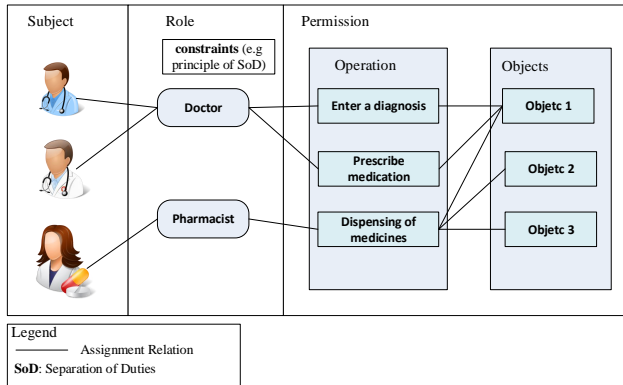 Subject
Role
Permission
constraints (e.g
principle of SoD)
Operation
Objects
Doctor
Enter a diagnosis
Objetc 1
Prescribe
medication
Objetc 2
Pharmacist
Dispensing of
medicines
Objetc 3
Legend
Assignment Relation
SoD: Separation of Duties